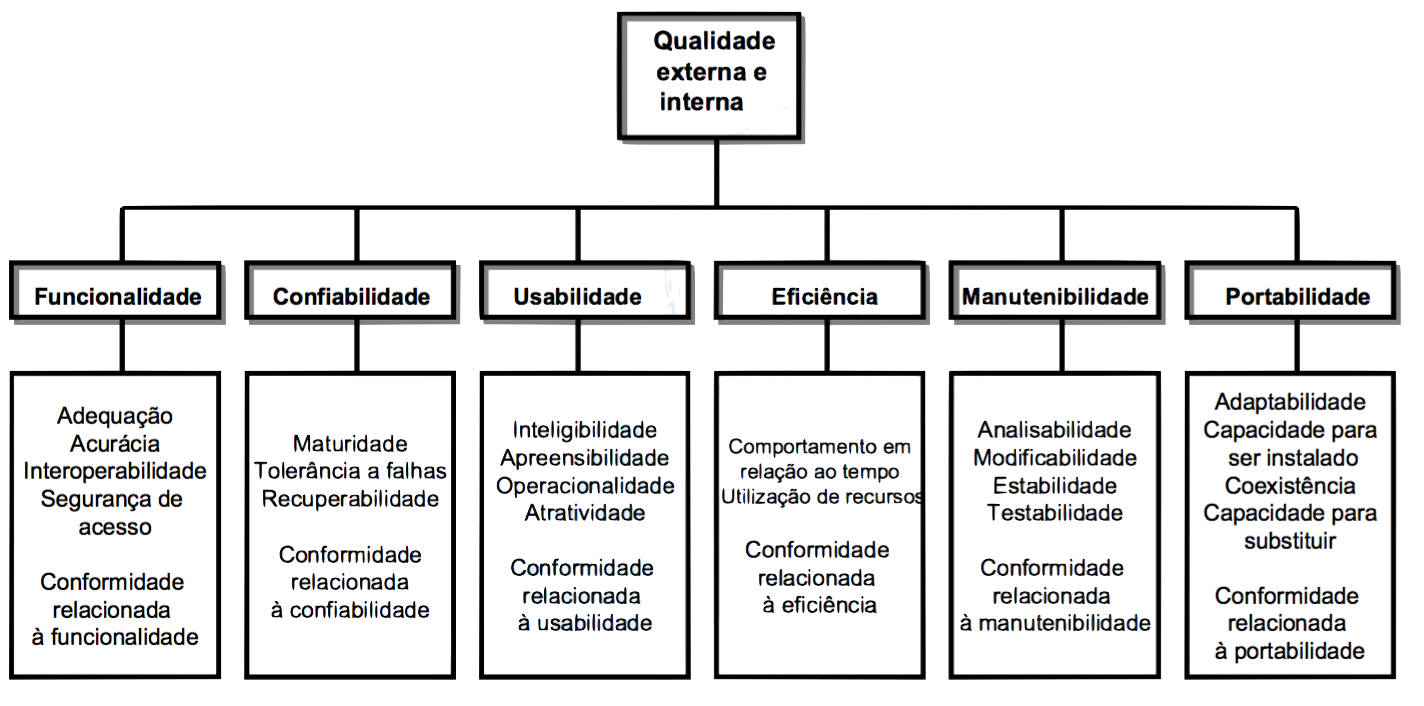 Qualidade
externa e
interna
Funcionalidade
Confiabilidade
Usabilidade
Eficiência
Manutenibilidade
Portabilidade
Adequação
Acurácia
Interoperabilidade
Segurança de
acesso
Conformidade
relacionada
à funcionalidade
Maturidade
Tolerância a falhas
Recuperabilidade
Conformidade
relacionada
à confiabilidade
Inteligibilidade
Apreensibilidade
Operacionalidade
Atratividade
Conformidade
relacionada
à usabilidade
Comportamento em
relação ao tempo
Utilização de recursos
Conformidade
relacionada
à eficiência
Analisabilidade
Modificabilidade
Estabilidade
Testabilidade
Conformidade
relacionada
à manutenibilidade
Adaptabilidade
Capacidade para
ser instalado
Coexistência
Capacidade para
substituir
Conformidade
relacionada
à portabilidade